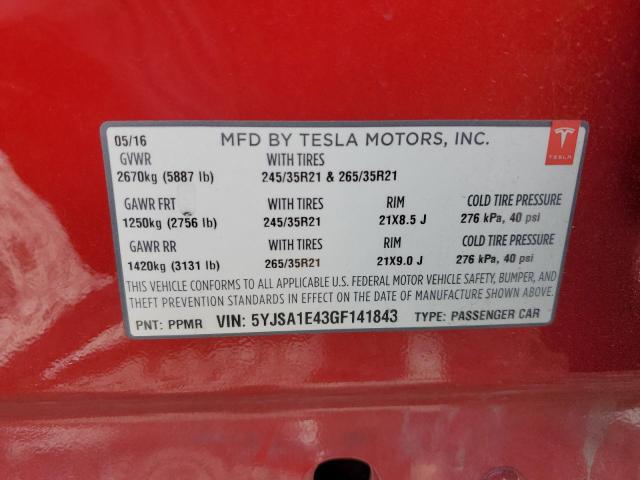 05/16 MFD BY TESLA MOTORS, INC.
TESLA
GVWR WITH TIRES
2670kg (5887 lb) 245/35R21 & 265/35R21
GAWR FRT WITH TIRES RIM COLD TIRE PRESSURE
1250kg (2756 lb) 245/35R21 21X8.5 J 276 kPa, 40 psi
GAWR RR WITH TIRES RIM COLD TIRE PRESSURE
1420kg (3131 lb) 265/35R21 21X9.0 J 276 kPa, 40 psi
THIS VEHICLE CONFORMS TO ALL APPLICABLE U.S. FEDERAL MOTOR VEHICLE SAFETY, BUMPER, AND
THEFT PREVENTION STANDARDS IN EFFECT ON THE DATE OF MANUFACTURE SHOWN ABOVE.
PNT: PPMR VIN: 5YJSA1E43GF141843 TYPE: PASSENGER CAR